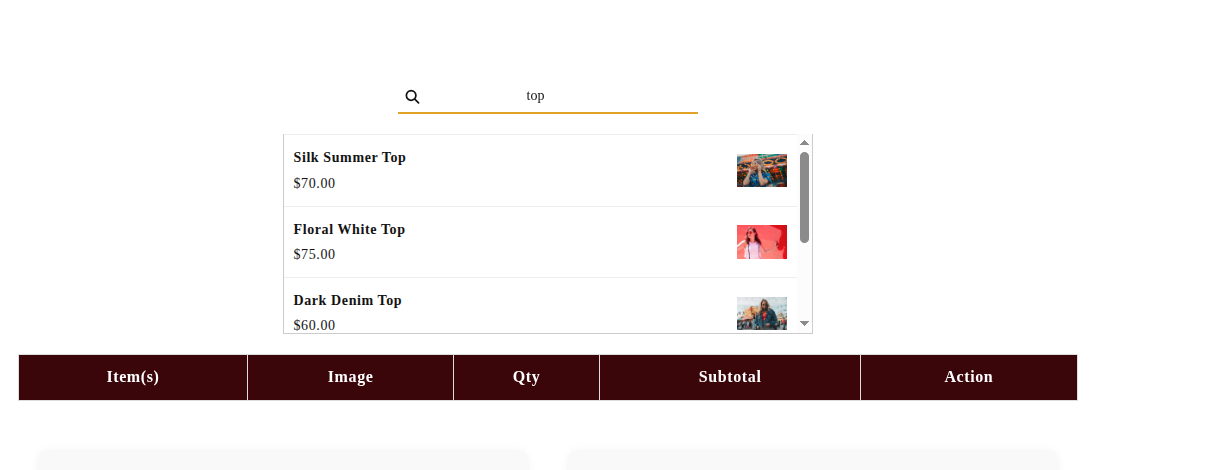 top
Silk Summer Top
$70.00
Floral White Top
$75.00
Dark Denim Top
$60.00
Item(s) Image Qty Subtotal Action